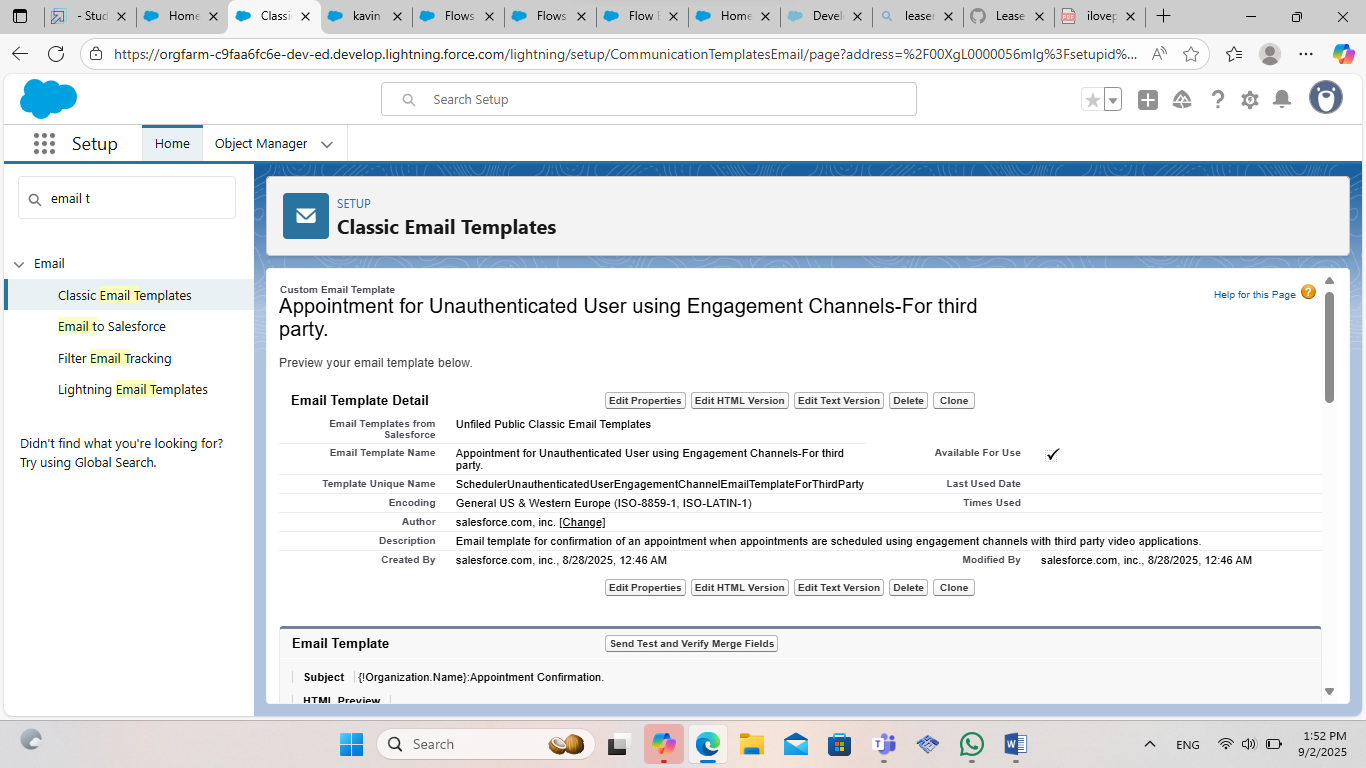 - Stud
Home
Classic
kavin
Flows
Flows
Flow E
Home
Develo
leaser
Lease
ilovep
https://orgfarm-c9faa6fc6e-dev-ed.develop.lightning.force.com/lightning/setup/CommunicationTemplatesEmail/page?address=%2F00XgL0000056mIg%3Fsetupid%...
Search Setup
Setup
Home
Object Manager
email t
SETUP
Classic Email Templates
Email
Classic Email Templates
Email to Salesforce
Filter Email Tracking
Lightning Email Templates
Didn't find what you're looking for?
Try using Global Search.
Custom Email Template
Appointment for Unauthenticated User using Engagement Channels-For third
party.
Help for this Page
Preview your email template below.
Email Template Detail
Edit Properties Edit HTML Version Edit Text Version Delete Clone
Email Templates from
Salesforce
Unfiled Public Classic Email Templates
Email Template Name
Appointment for Unauthenticated User using Engagement Channels-For third
party.
Available For Use
Template Unique Name SchedulerUnauthenticatedUserEngagementChannelEmailTemplateForThirdParty Last Used Date
Encoding General US & Western Europe (ISO-8859-1, ISO-LATIN-1) Times Used
Author salesforce.com, inc. [Change]
Description Email template for confirmation of an appointment when appointments are scheduled using engagement channels with third party video applications.
Created By salesforce.com, inc., 8/28/2025, 12:46 AM Modified By salesforce.com, inc., 8/28/2025, 12:46 AM
Edit Properties Edit HTML Version Edit Text Version Delete Clone
Email Template Send Test and Verify Merge Fields
Subject {!Organization.Name}:Appointment Confirmation.
HTML Preview
Search
ENG
1:52 PM
9/2/2025